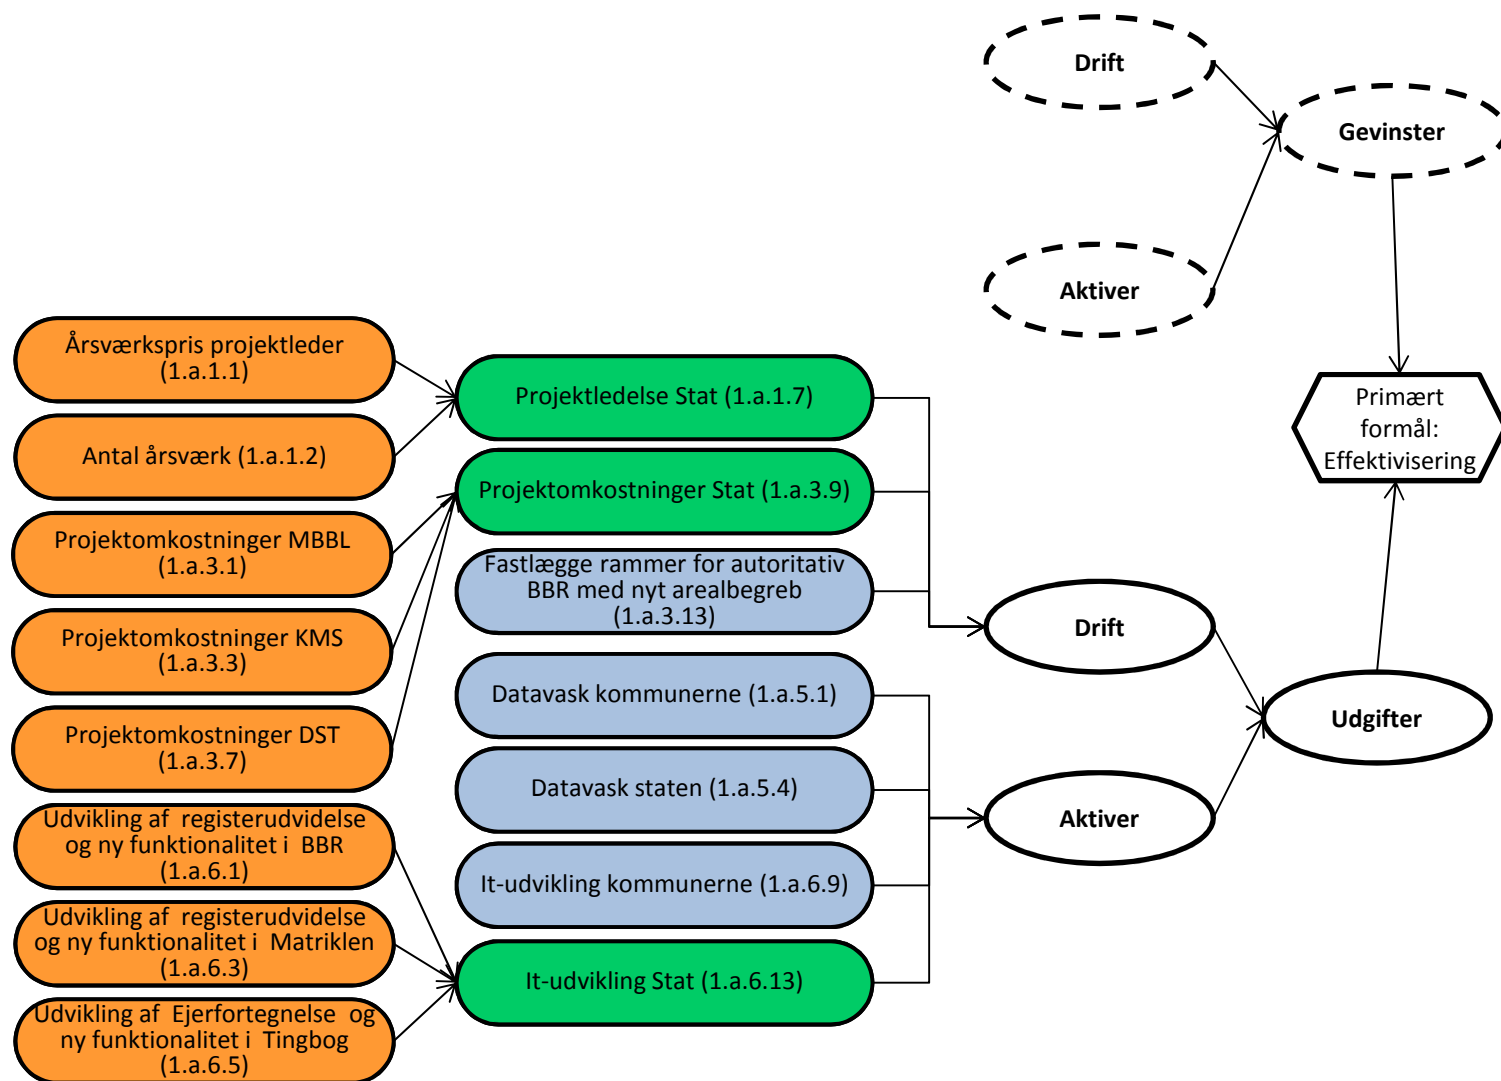 Drift
Gevinster
Aktiver
Årsværkspris projektleder
(1.a.1.1)
Antal årsværk (1.a.1.2)
Projektomkostninger MBBL
(1.a.3.1)
Projektomkostninger KMS
(1.a.3.3)
Projektomkostninger DST
(1.a.3.7)
Udvikling af registerudvidelse
og ny funktionalitet i BBR
(1.a.6.1)
Udvikling af registerudvidelse
og ny funktionalitet i Matriklen
(1.a.6.3)
Udvikling af Ejerfortegnelse og
ny funktionalitet i Tingbog
(1.a.6.5)
Projektledelse Stat (1.a.1.7)
Projektomkostninger Stat (1.a.3.9)
Fastlægge rammer for autoritativ
BBR med nyt arealbegreb
(1.a.3.13)
Datavask kommunerne (1.a.5.1)
Datavask staten (1.a.5.4)
It-udvikling kommunerne (1.a.6.9)
It-udvikling Stat (1.a.6.13)
Drift
Aktiver
Udgifter
Primært
formål:
Effektivisering